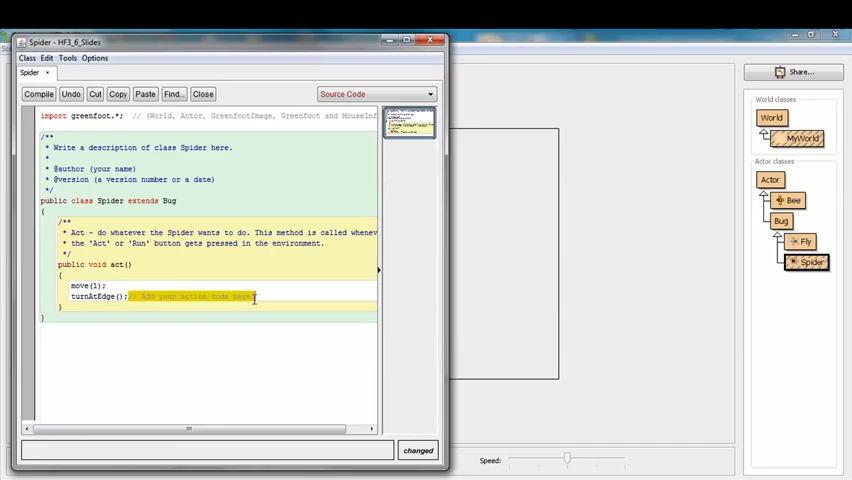 Spider - HF3_6_Slides
Class Edit Tools Options
Spider ×
Compile Undo Cut Copy Paste Find... Close
Source Code
import greenfoot.*; // (World, Actor, GreenfootImage, Greenfoot and MouseInf
/**
* Write a description of class Spider here.
*
* @author (your name)
* @version (a version number or a date)
*/
public class Spider extends Bug
{
/**
* Act - do whatever the Spider wants to do. This method is called wheneve
* the 'Act' or 'Run' button gets pressed in the environment.
*/
public void act()
{
move(1);
turnAtEdge();// Add your action code here.
}
}
changed
Share...
World classes
World
MyWorld
Actor classes
Actor
Bee
Bug
Fly
Spider
Speed: